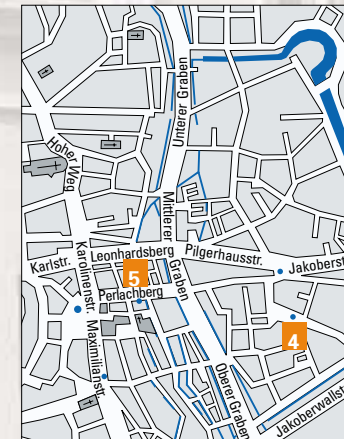 Unterer Graben
Hoher Weg
Mittlerer
Graben
Karlstr.
Karolinenstr.
Leonhardsberg
Pilgerhausstr.
Jakoberst
5
Perlachberg
Maximilianstr.
4
Oberer Graben
Jakoberwallst